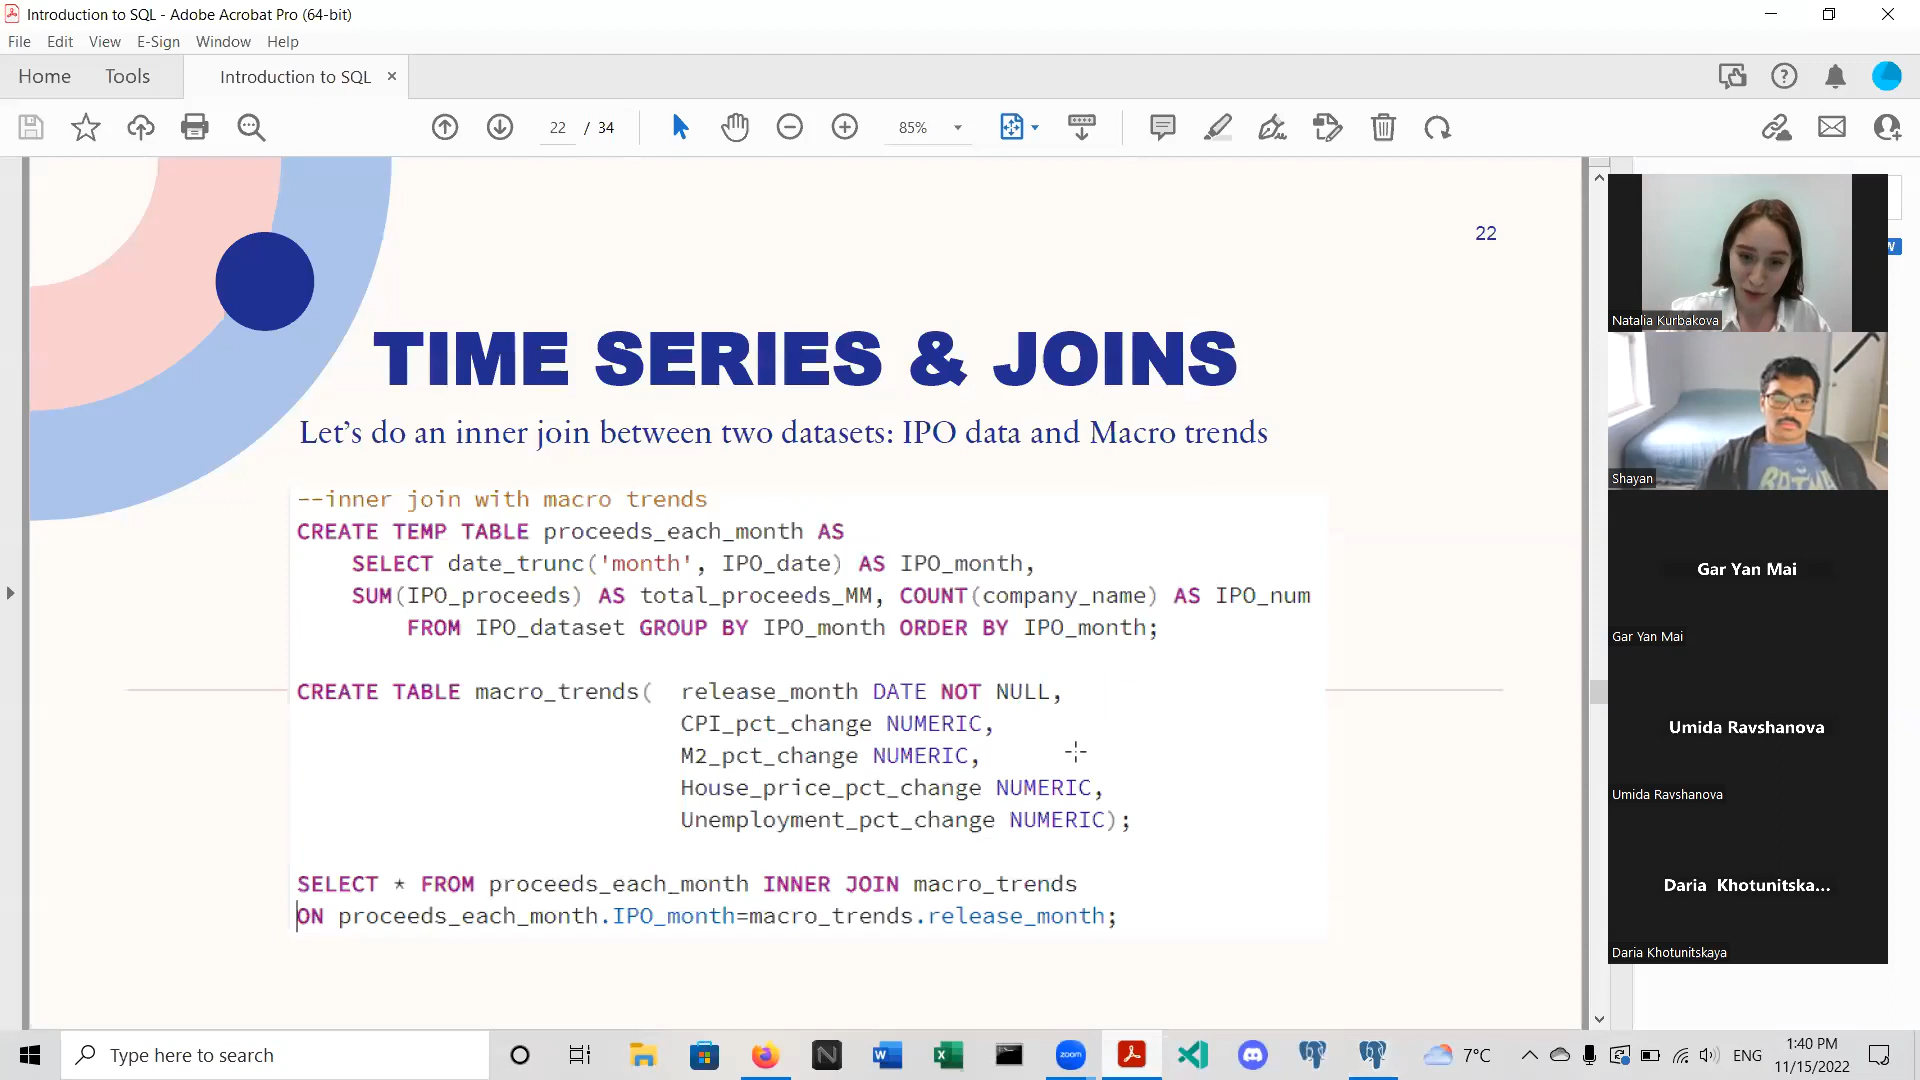 Introduction to SQL - Adobe Acrobat Pro (64-bit)
File Edit View E-Sign Window Help
Home Tools Introduction to SQL
22 / 34 85%
22
TIME SERIES & JOINS
Let's do an inner join between two datasets: IPO data and Macro trends
--inner join with macro trends
CREATE TEMP TABLE proceeds_each_month AS
SELECT date_trunc('month', IPO_date) AS IPO_month,
SUM(IPO_proceeds) AS total_proceeds_MM, COUNT(company_name) AS IPO_num
FROM IPO_dataset GROUP BY IPO_month ORDER BY IPO_month;
CREATE TABLE macro_trends( release_month DATE NOT NULL,
CPI_pct_change NUMERIC,
M2_pct_change NUMERIC,
House_price_pct_change NUMERIC,
Unemployment_pct_change NUMERIC);
SELECT * FROM proceeds_each_month INNER JOIN macro_trends
ON proceeds_each_month.IPO_month=macro_trends.release_month;
Natalia Kurbakova
Shayan
Gar Yan Mai
Gar Yan Mai
Umida Ravshanova
Umida Ravshanova
Daria Khotunitska...
Daria Khotunitskaya
Type here to search
zoom
7°C
ENG
1:40 PM
11/15/2022